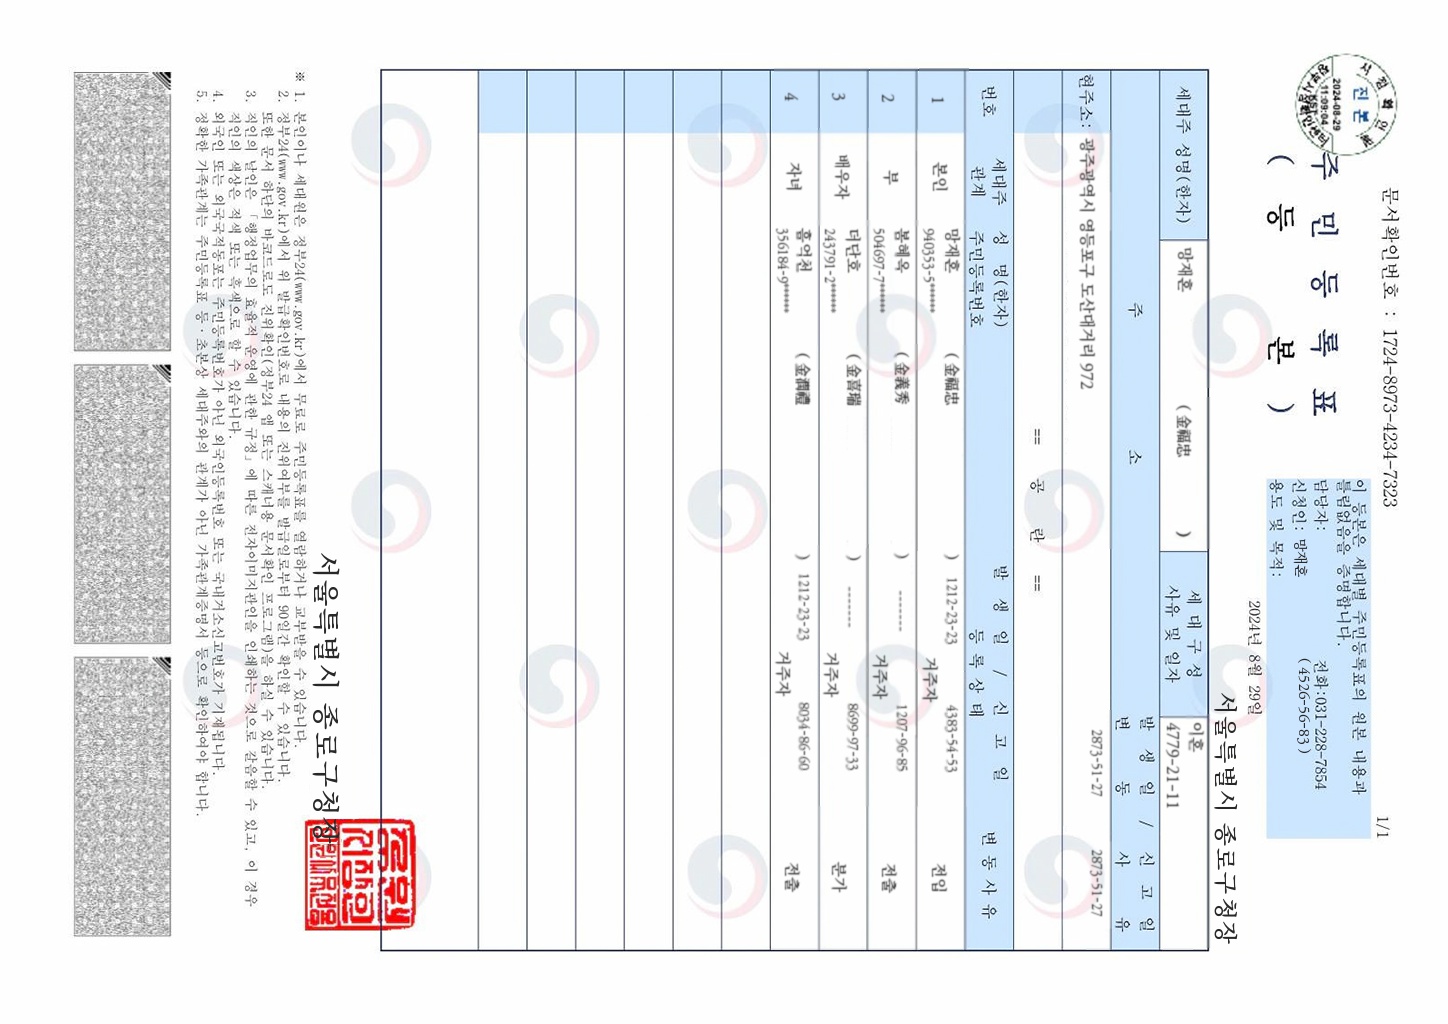 문서확인번호 : 1724-8973-4234-7323
1/1
주 민 등 록 표
( 등 본 )
이 등본은 세대별 주민등록표의 원본 내용과
틀림없음을 증명합니다.
담당자: 전화:031-228-7854
신청인: 망재훈 (4526-56-83)
용도 및 목적:
2024년 8월 29일
서울특별시 종로구청장
세대주 성명(한자) 망재훈 ( 金福忠 ) 세대구성 사유 및 일자 이혼
4779-21-11
주 소 발 생 일 / 신 고 일
변 동 사 유
현주소: 광주광역시 영등포구 도산대거리 972 2873-51-27 2873-51-27
== 공 란 ==
번호 세대주 관계 성 명(한자) 주민등록번호 발 생 일 / 신 고 일 등 록 상 태 변 동 사 유
1 본인 망재훈 ( 金福忠 ) 1212-23-23 4383-54-53 전입
940353-5****** 거주자
2 부 봉혜옥 ( 金義秀 ) ------- 1207-96-85 전출
504697-7****** 거주자
3 배우자 더단호 ( 金喜瑞 ) ------- 8699-97-33 분가
243791-2****** 거주자
4 자녀 흠억천 ( 金潤禮 ) 1212-23-23 8034-86-60 전출
356184-9****** 거주자
서울특별시 종로구청장
※ 1. 본인이나 세대원은 정부24(www.gov.kr)에서 무료로 주민등록표를 열람하거나 교부받을 수 있습니다.
2. 정부24(www.gov.kr)에서 위 발급확인번호로 내용의 진위여부를 발급일로부터 90일간 확인할 수 있습니다.
또한 문서 하단의 바코드로도 진위확인(정부24 앱 또는 스캐너용 문서확인 프로그램)을 하실 수 있습니다.
3. 직인의 날인은 「행정업무의 효율적 운영에 관한 규정」에 따른 전자이미지관인을 인쇄하는 것으로 갈음할 수 있고, 이 경우
직인의 색상은 적색 또는 흑색으로 할 수 있습니다.
4. 외국인 또는 외국국적동포는 주민등록번호가 아닌 외국인등록번호 또는 국내거소신고번호가 기재됩니다.
5. 정확한 가족관계는 주민등록표 등·초본상 세대주와의 관계가 아닌 가족관계증명서 등으로 확인하여야 합니다.
진본
2024-08-29
11:09:04